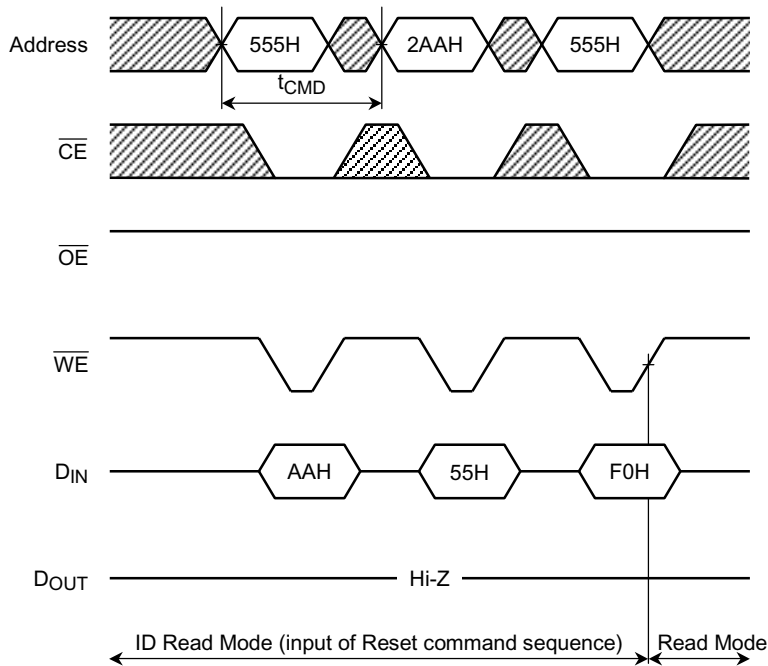 Address 555H 2AAH 555H
tCMD
CE
OE
WE
DIN AAH 55H F0H
DOUT Hi-Z
ID Read Mode (input of Reset command sequence) Read Mode